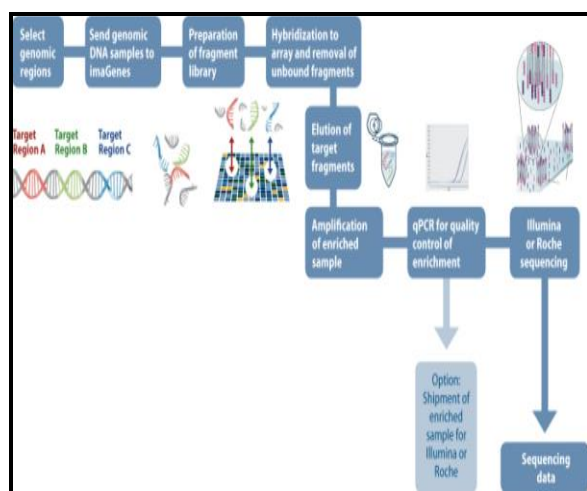 Select
genomic
regions
Send genomic
DNA samples to
imaGenes
Preparation
of fragment
library
Hybridization to
array and removal of
unbound fragments
Target
Region A
Target
Region B
Target
Region C
Elution of
target
fragments
Amplification
of enriched
sample
qPCR for quality
control of
enrichment
Illumina
or Roche
sequencing
Option:
Shipment of
enriched
sample for
Illumina or
Roche
Sequencing
data